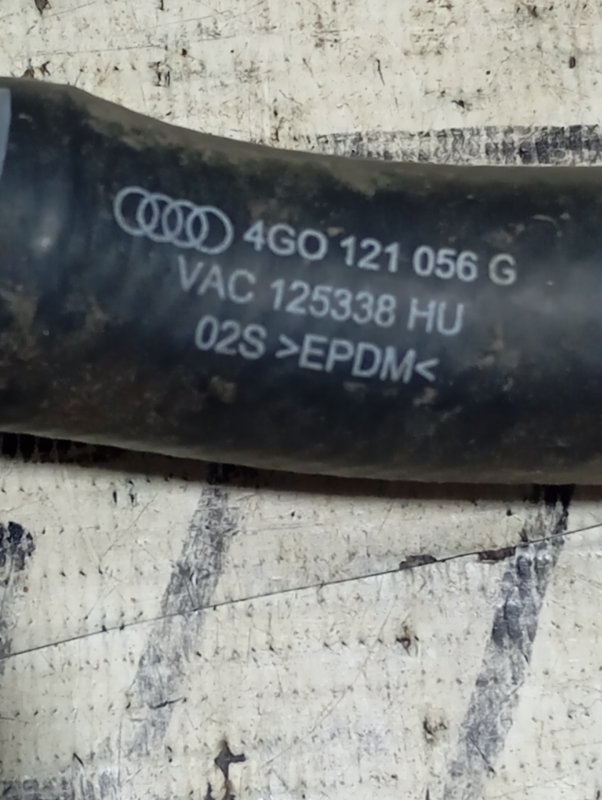 4GO 121 056 G
VAC 125338 HU
02S >EPDM<